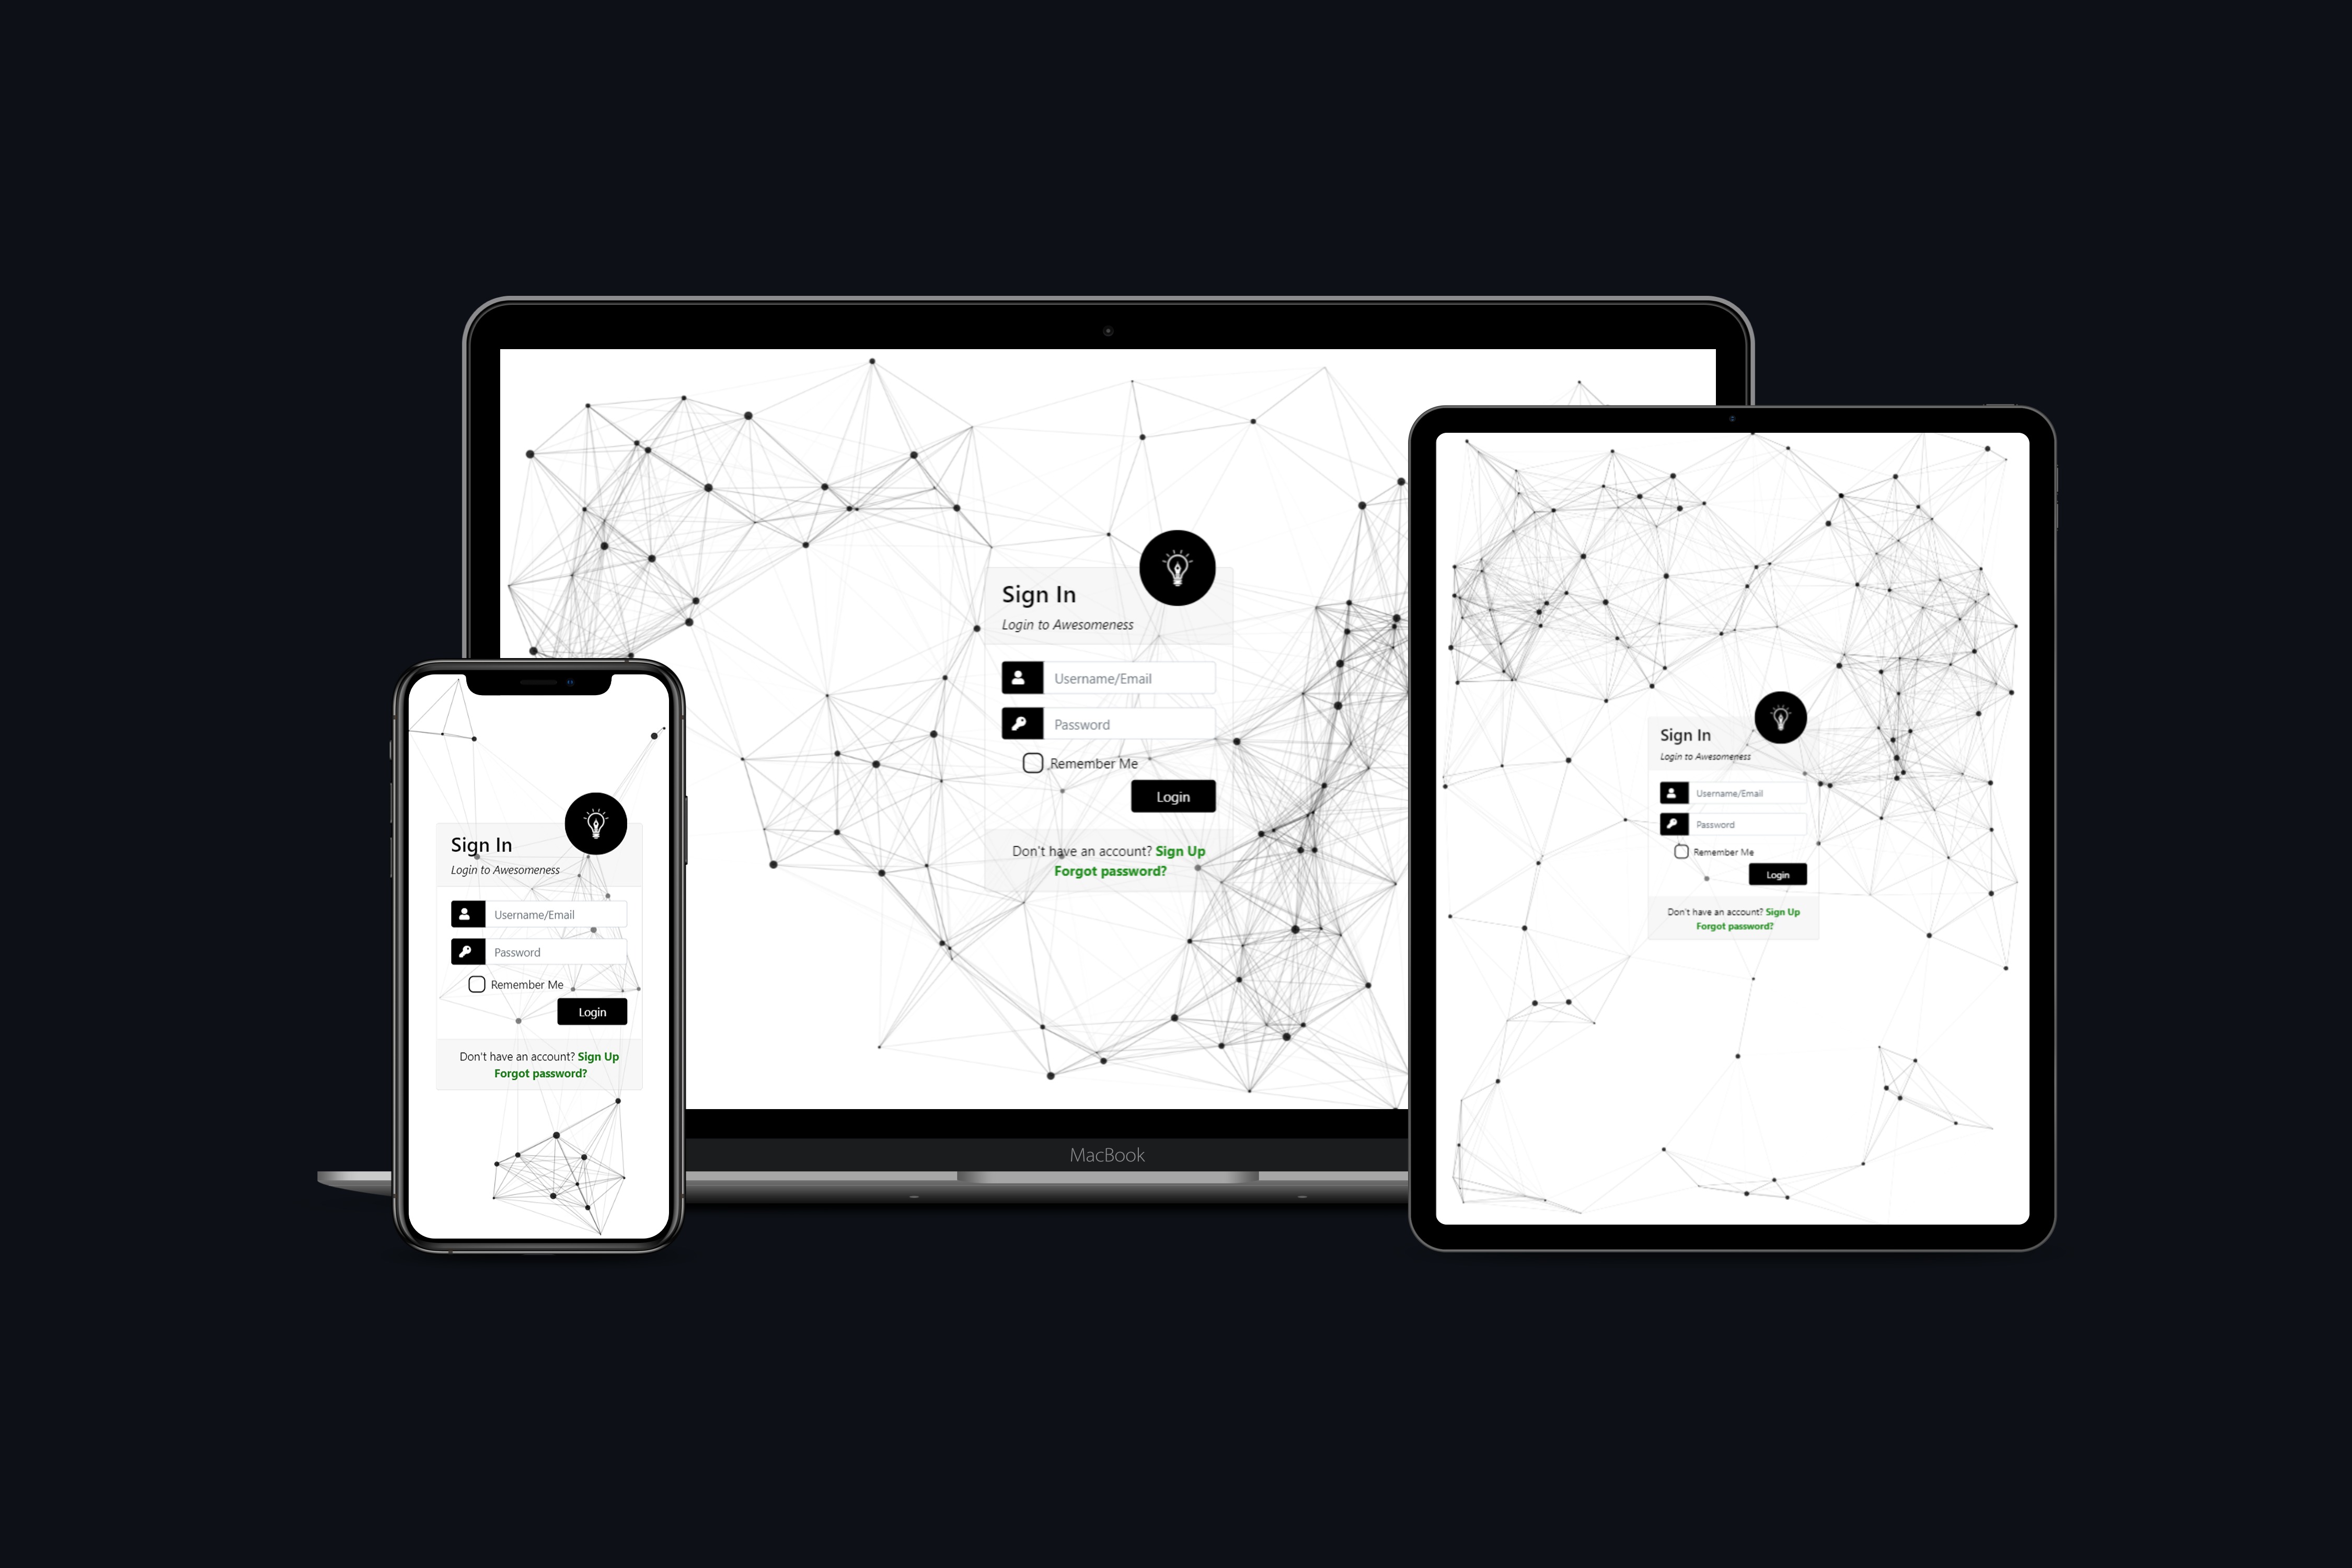 Sign In
Login to Awesomeness
Username/Email
Password
Remember Me
Login
Don't have an account? Sign Up
Forgot password?
MacBook
Sign In
Login to Awesomeness
Username/Email
Password
Remember Me
Login
Don't have an account? Sign Up
Forgot password?
Sign In
Login to Awesomeness
Username/Email
Password
Remember Me
Login
Don't have an account? Sign Up
Forgot password?